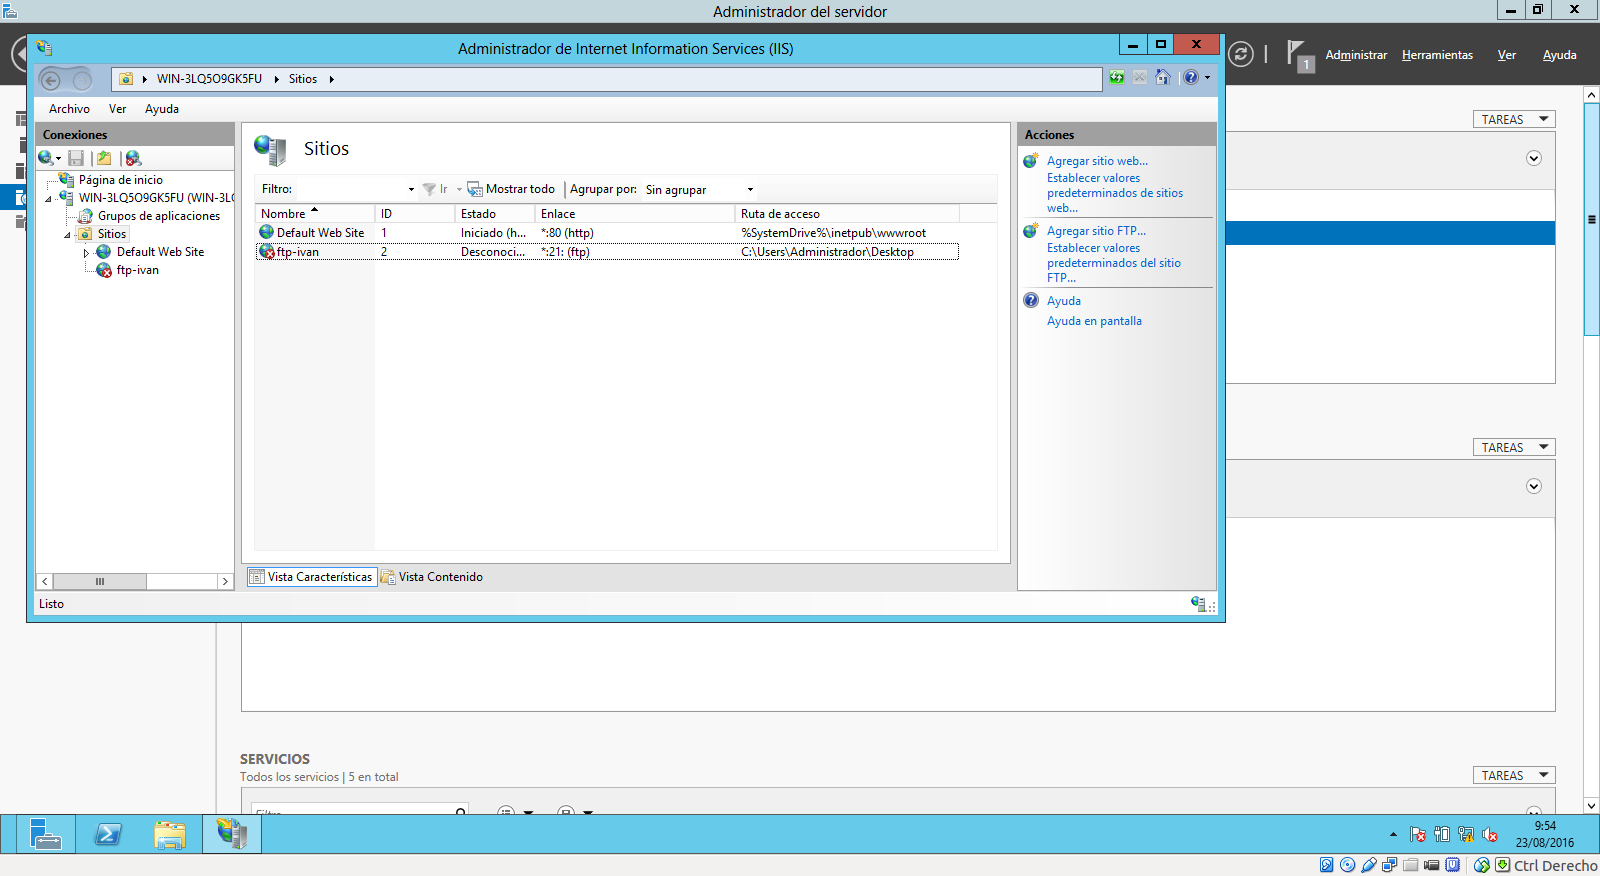 Administrador del servidor
Administrador de Internet Information Services (IIS)
1
Administrar
Herramientas
Ver
Ayuda
WIN-3LQ5O9GK5FU
Sitios
Archivo
Ver
Ayuda
Conexiones
Página de inicio
WIN-3LQ5O9GK5FU (WIN-3L
Grupos de aplicaciones
Sitios
Default Web Site
ftp-ivan
Sitios
Filtro:
Ir
Mostrar todo
Agrupar por:
Sin agrupar
Nombre
ID
Estado
Enlace
Ruta de acceso
Default Web Site
1
Iniciado (h...
*:80 (http)
%SystemDrive%\inetpub\wwwroot
ftp-ivan
2
Desconoci...
*:21: (ftp)
C:\Users\Administrador\Desktop
Vista Características
Vista Contenido
Acciones
Agregar sitio web...
Establecer valores
predeterminados de sitios
web...
Agregar sitio FTP...
Establecer valores
predeterminados del sitio
FTP...
Ayuda
Ayuda en pantalla
Listo
TAREAS
TAREAS
SERVICIOS
Todos los servicios | 5 en total
TAREAS
Filtro
9:54
23/08/2016
Ctrl Derecho